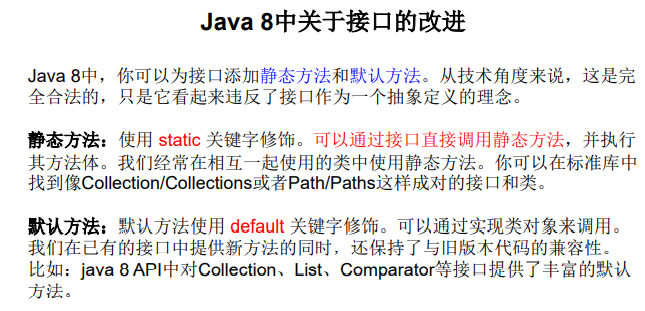 Java 8中关于接口的改进
Java 8中，你可以为接口添加静态方法和默认方法。从技术角度来说，这是完
全合法的，只是它看起来违反了接口作为一个抽象定义的理念。
静态方法：使用 static 关键字修饰。可以通过接口直接调用静态方法，并执行
其方法体。我们经常在相互一起使用的类中使用静态方法。你可以在标准库中
找到像Collection/Collections或者Path/Paths这样成对的接口和类。
默认方法：默认方法使用 default 关键字修饰。可以通过实现类对象来调用。
我们在已有的接口中提供新方法的同时，还保持了与旧版本代码的兼容性。
比如：java 8 API中对Collection、List、Comparator等接口提供了丰富的默认
方法。